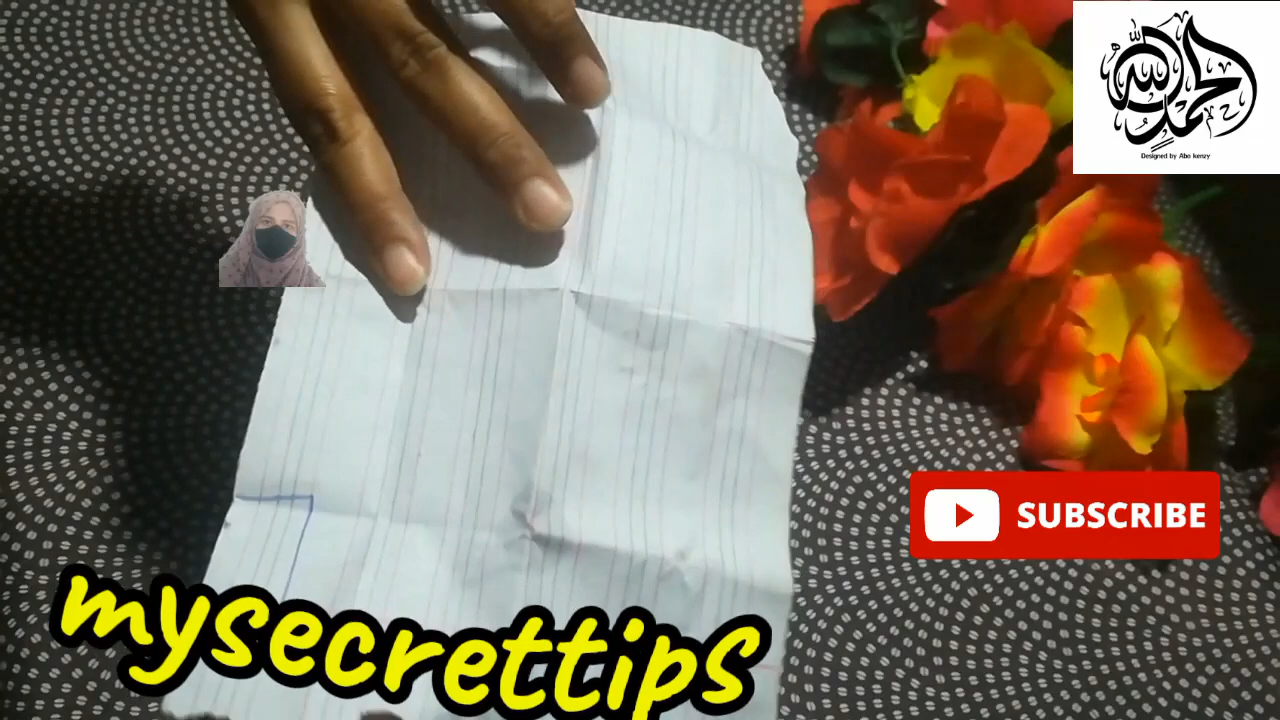 الحمد لله
Designed by Abo kenzy
SUBSCRIBE
mysecrettips